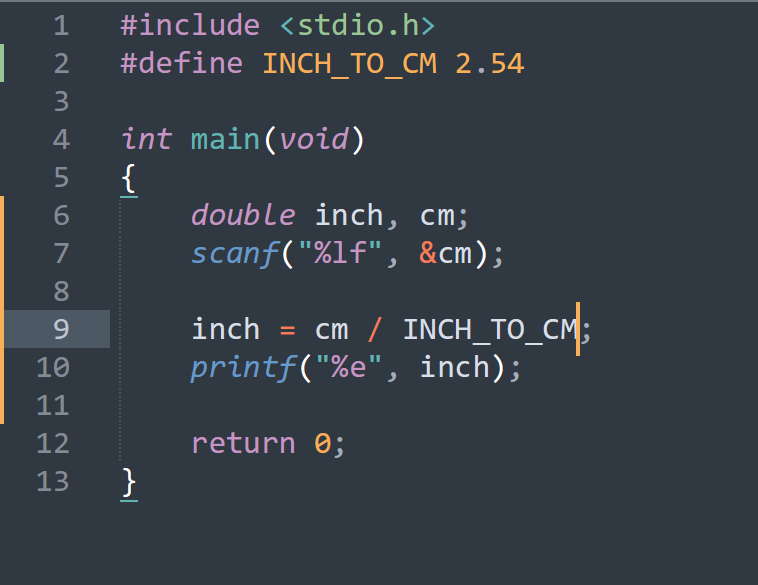 1 #include <stdio.h>
2 #define INCH_TO_CM 2.54
3
4 int main(void)
5 {
6     double inch, cm;
7     scanf("%lf", &cm);
8
9     inch = cm / INCH_TO_CM;
10     printf("%e", inch);
11
12     return 0;
13 }